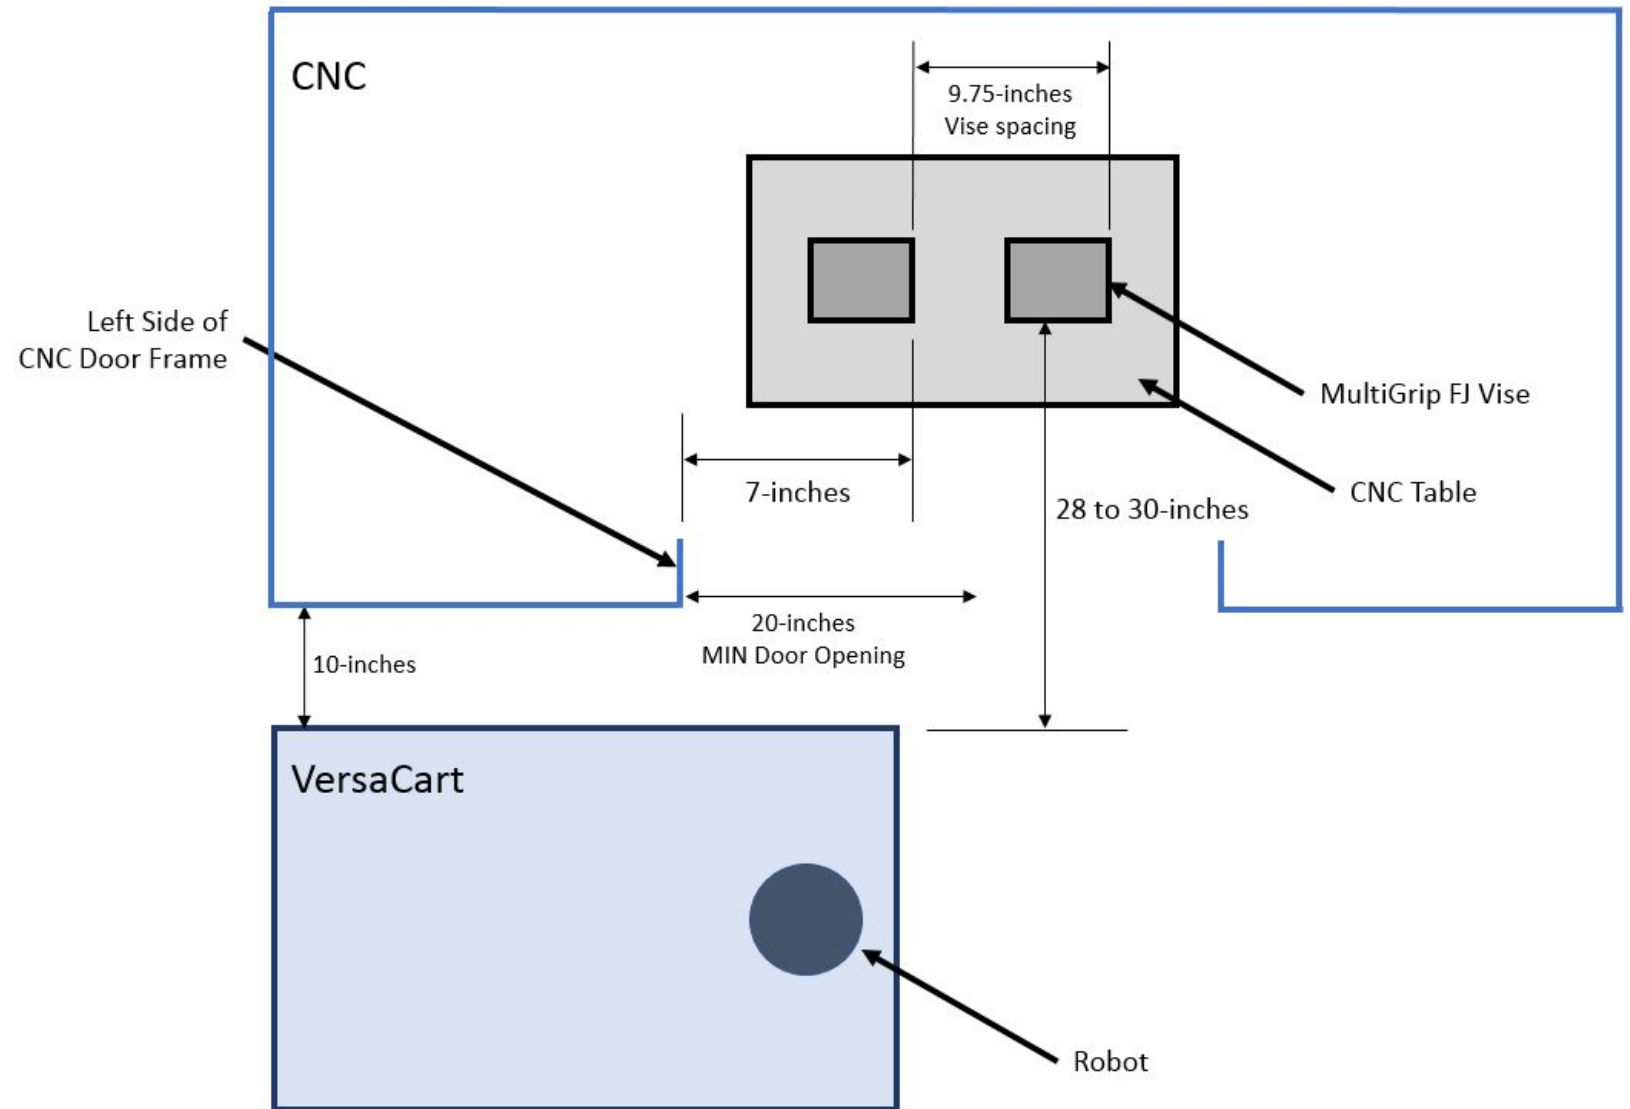 CNC
9.75-inches
Vise spacing
Left Side of
CNC Door Frame
MultiGrip FJ Vise
7-inches
CNC Table
28 to 30-inches
20-inches
MIN Door Opening
10-inches
VersaCart
Robot